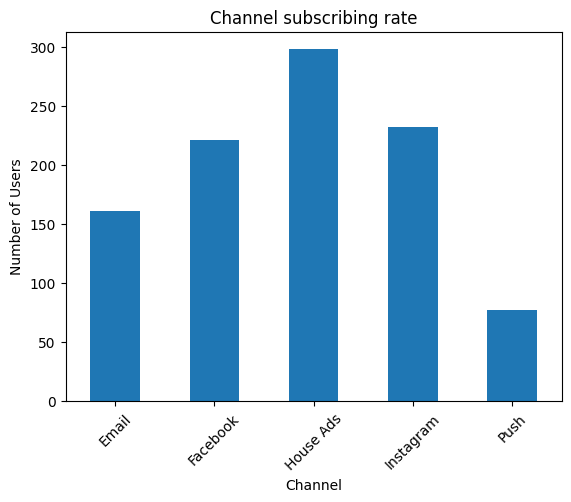 Channel subscribing rate
Number of Users
300
250
200
150
100
50
0
Email
Facebook
House Ads
Instagram
Push
Channel